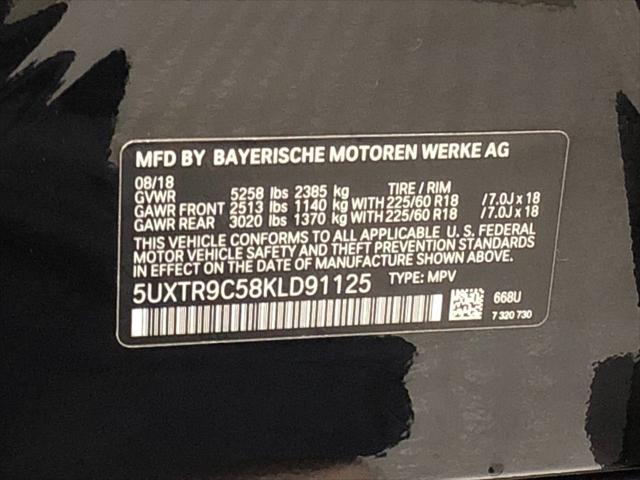 MFD BY BAYERISCHE MOTOREN WERKE AG
08/18
GVWR 5258 lbs 2385 kg TIRE / RIM
GAWR FRONT 2513 lbs 1140 kg WITH 225/60 R18 / 7.0J x 18
GAWR REAR 3020 lbs 1370 kg WITH 225/60 R18 / 7.0J x 18
THIS VEHICLE CONFORMS TO ALL APPLICABLE U. S. FEDERAL
MOTOR VEHICLE SAFETY AND THEFT PREVENTION STANDARDS
IN EFFECT ON THE DATE OF MANUFACTURE SHOWN ABOVE.
5UXTR9C58KLD91125 TYPE: MPV
668U
7 320 730